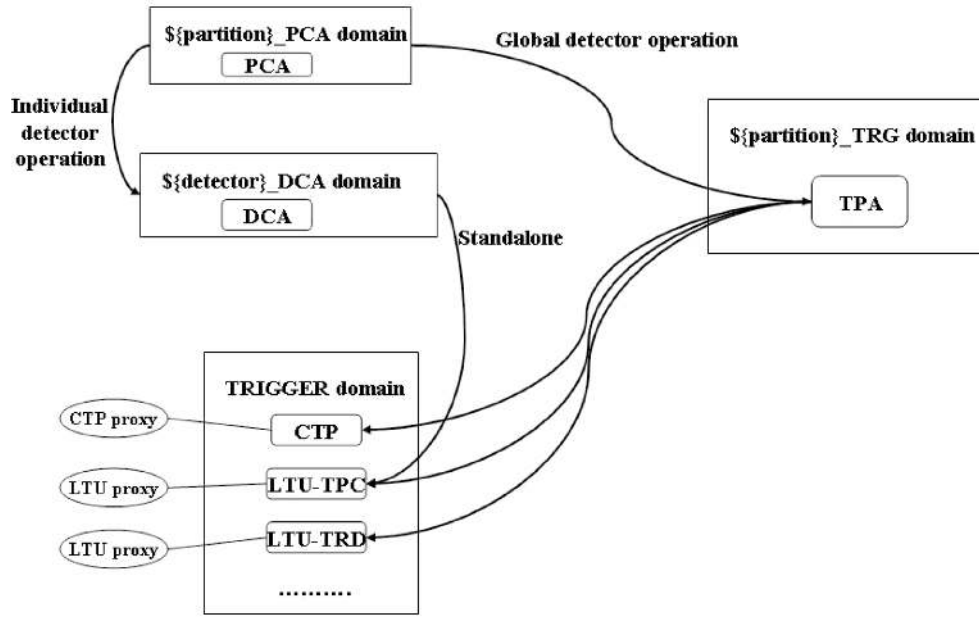 ${partition}_PCA domain
PCA
Global detector operation
Individual
detector
operation
${partition}_TRG domain
TPA
${detector}_DCA domain
DCA
Standalone
TRIGGER domain
CTP proxy
CTP
LTU proxy
LTU-TPC
LTU proxy
LTU-TRD
..........